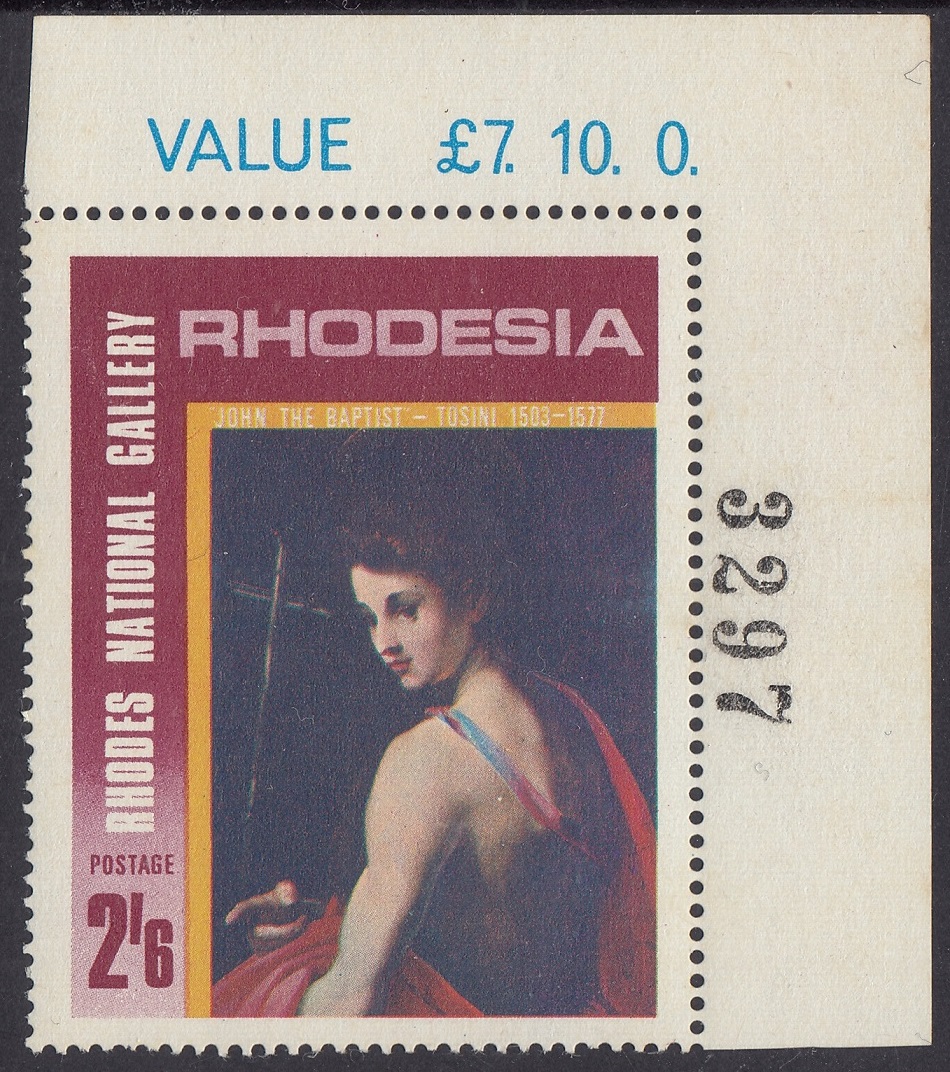 VALUE £7. 10. 0.
RHODESIA
RHODES NATIONAL GALLERY
'JOHN THE BAPTIST' – TOSINI 1503–1577
3297
POSTAGE
2/6